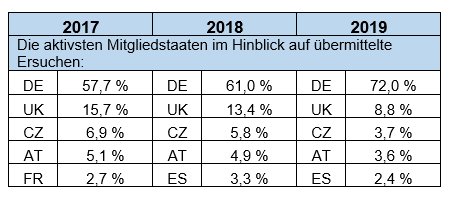 2017 2018 2019
Die aktivsten Mitgliedstaaten im Hinblick auf übermittelte
Ersuchen:
DE 57,7 % DE 61,0 % DE 72,0 %
UK 15,7 % UK 13,4 % UK 8,8 %
CZ 6,9 % CZ 5,8 % CZ 3,7 %
AT 5,1 % AT 4,9 % AT 3,6 %
FR 2,7 % ES 3,3 % ES 2,4 %